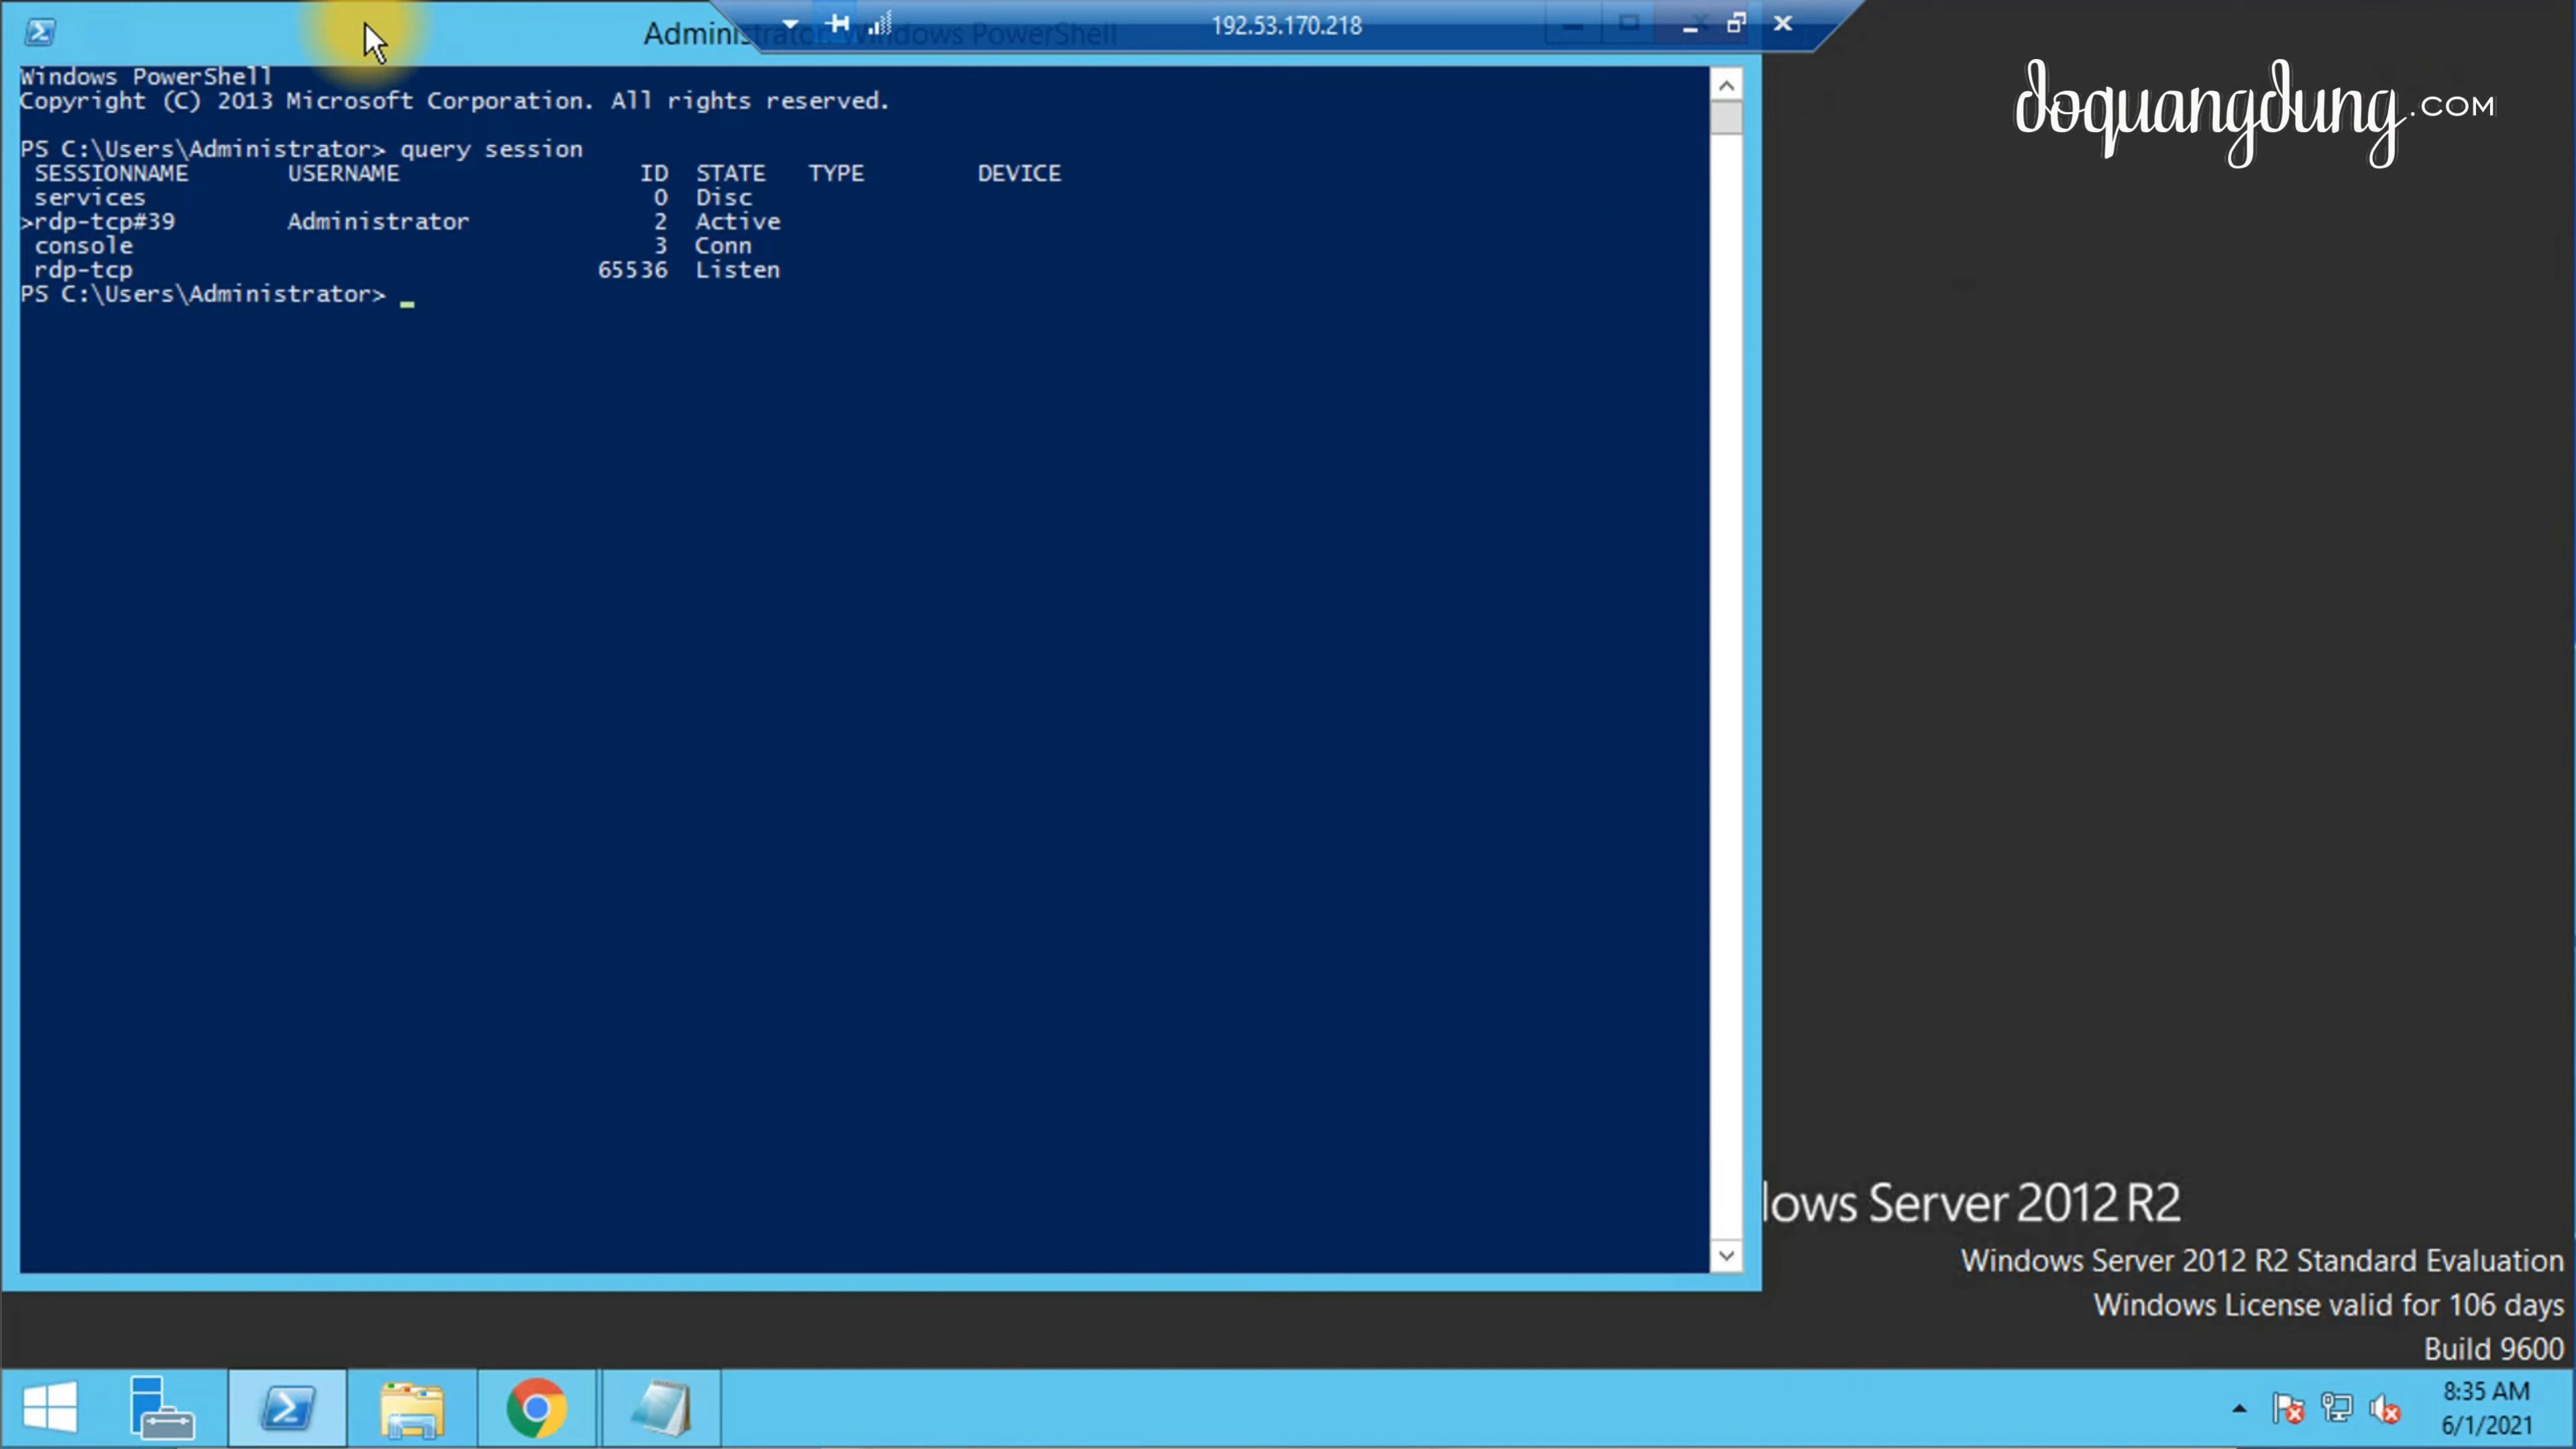 Administrator: Windows PowerShell
192.53.170.218
doquangdung.COM
Windows PowerShell
Copyright (C) 2013 Microsoft Corporation. All rights reserved.
PS C:\Users\Administrator> query session
SESSIONNAME USERNAME ID STATE TYPE DEVICE
services 0 Disc
>rdp-tcp#39 Administrator 2 Active
console 3 Conn
rdp-tcp 65536 Listen
PS C:\Users\Administrator> _
lows Server 2012 R2
Windows Server 2012 R2 Standard Evaluation
Windows License valid for 106 days
Build 9600
8:35 AM
6/1/2021